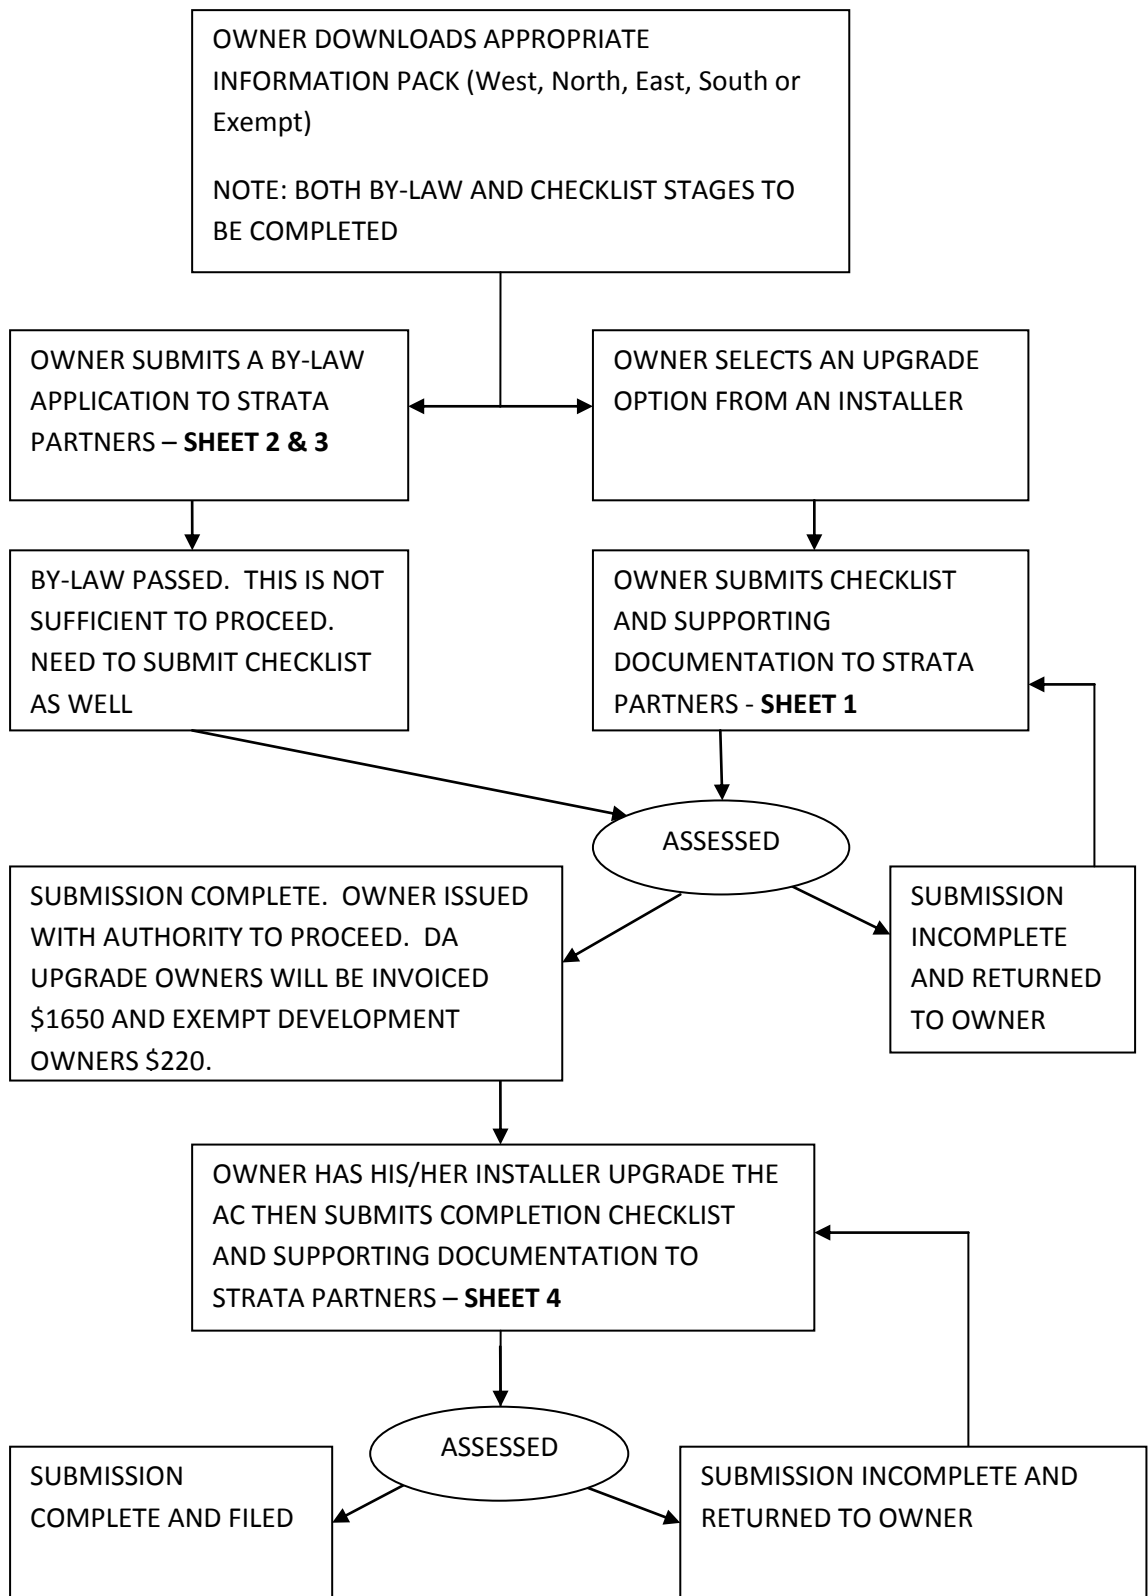 OWNER DOWNLOADS APPROPRIATE
INFORMATION PACK (West, North, East, South or
Exempt)
NOTE: BOTH BY-LAW AND CHECKLIST STAGES TO
BE COMPLETED
OWNER SUBMITS A BY-LAW
APPLICATION TO STRATA
PARTNERS – SHEET 2 & 3
OWNER SELECTS AN UPGRADE
OPTION FROM AN INSTALLER
BY-LAW PASSED.  THIS IS NOT
SUFFICIENT TO PROCEED.
NEED TO SUBMIT CHECKLIST
AS WELL
OWNER SUBMITS CHECKLIST
AND SUPPORTING
DOCUMENTATION TO STRATA
PARTNERS - SHEET 1
ASSESSED
SUBMISSION COMPLETE.  OWNER ISSUED
WITH AUTHORITY TO PROCEED.  DA
UPGRADE OWNERS WILL BE INVOICED
$1650 AND EXEMPT DEVELOPMENT
OWNERS $220.
SUBMISSION
INCOMPLETE
AND RETURNED
TO OWNER
OWNER HAS HIS/HER INSTALLER UPGRADE THE
AC THEN SUBMITS COMPLETION CHECKLIST
AND SUPPORTING DOCUMENTATION TO
STRATA PARTNERS – SHEET 4
ASSESSED
SUBMISSION
COMPLETE AND FILED
SUBMISSION INCOMPLETE AND
RETURNED TO OWNER